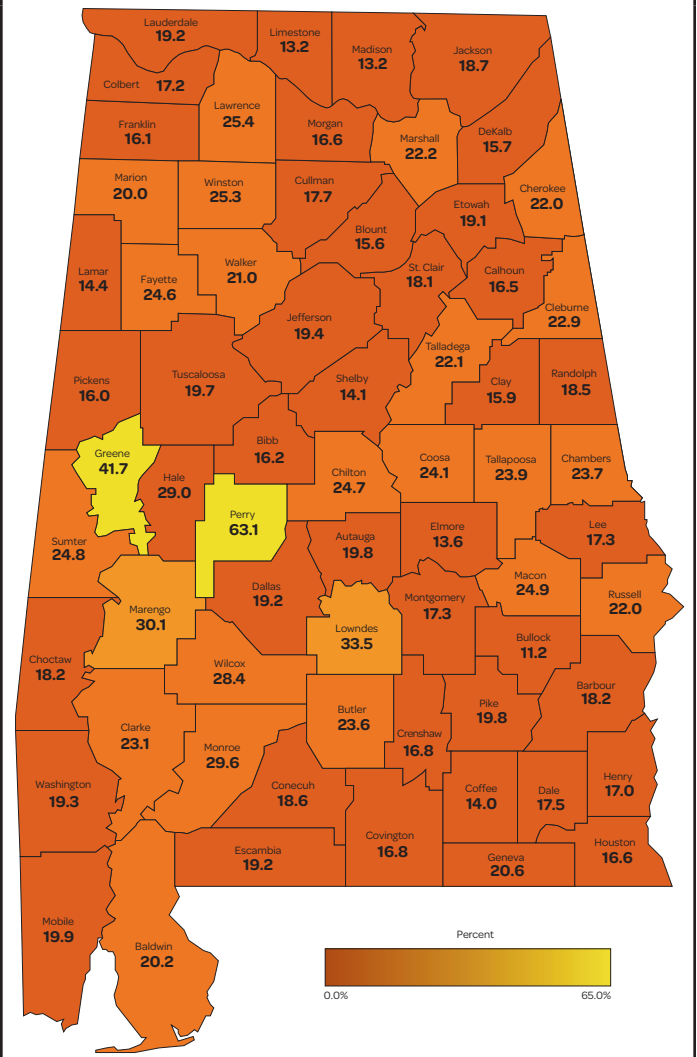 Lauderdale
19.2
Limestone
13.2
Madison
13.2
Jackson
18.7
Colbert 17.2
Lawrence
25.4
Franklin
16.1
Morgan
16.6
Marshall
22.2
DeKalb
15.7
Marion
20.0
Winston
25.3
Cullman
17.7
Cherokee
22.0
Etowah
19.1
Blount
15.6
Lamar
14.4
Fayette
24.6
Walker
21.0
St. Clair
18.1
Calhoun
16.5
Cleburne
22.9
Jefferson
19.4
Talladega
22.1
Pickens
16.0
Tuscaloosa
19.7
Shelby
14.1
Clay
15.9
Randolph
18.5
Greene
41.7
Hale
29.0
Bibb
16.2
Chilton
24.7
Coosa
24.1
Tallapoosa
23.9
Chambers
23.7
Perry
63.1
Sumter
24.8
Autauga
19.8
Elmore
13.6
Lee
17.3
Dallas
19.2
Macon
24.9
Russell
22.0
Marengo
30.1
Montgomery
17.3
Lowndes
33.5
Bullock
11.2
Choctaw
18.2
Wilcox
28.4
Barbour
18.2
Butler
23.6
Pike
19.8
Clarke
23.1
Monroe
29.6
Crenshaw
16.8
Washington
19.3
Conecuh
18.6
Coffee
14.0
Dale
17.5
Henry
17.0
Covington
16.8
Escambia
19.2
Geneva
20.6
Houston
16.6
Mobile
19.9
Baldwin
20.2
Percent
0.0% 65.0%